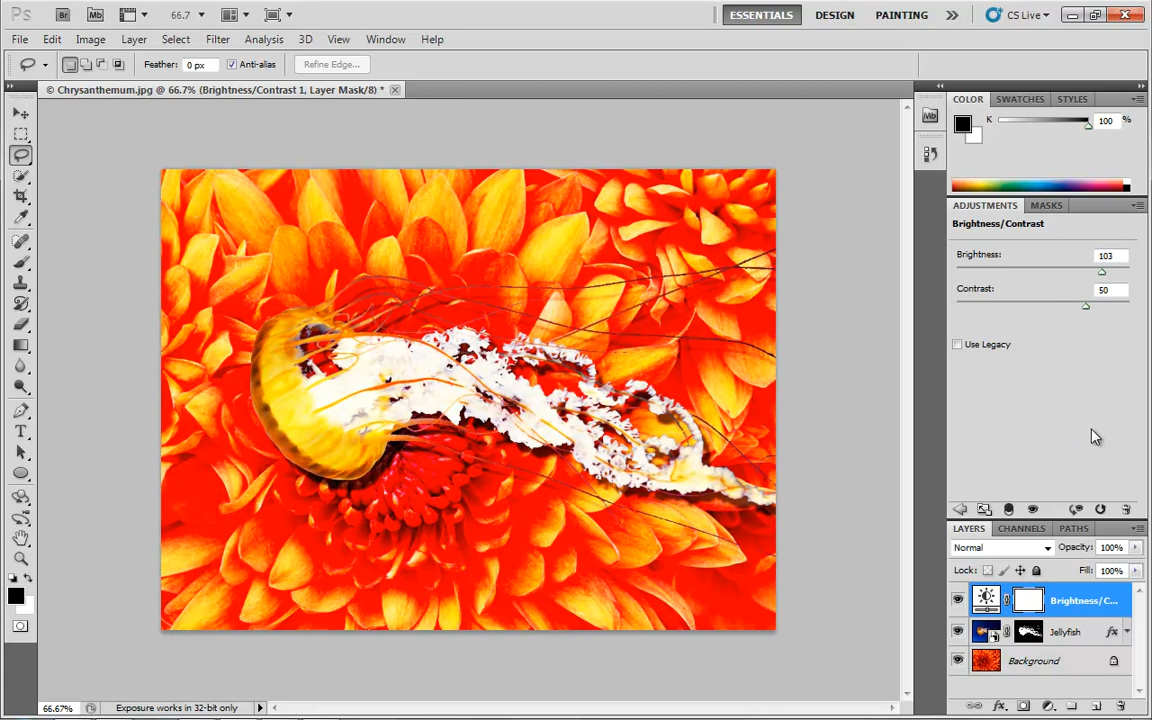 Ps Br Mb 66.7 ESSENTIALS DESIGN PAINTING CS Live
File Edit Image Layer Select Filter Analysis 3D View Window Help
Feather: 0 px Anti-alias Refine Edge...
© Chrysanthemum.jpg @ 66.7% (Brightness/Contrast 1, Layer Mask/8) *
COLOR SWATCHES STYLES
Mb
K 100 %
ADJUSTMENTS MASKS
Brightness/Contrast
Brightness: 103
Contrast: 50
Use Legacy
LAYERS CHANNELS PATHS
Normal Opacity: 100%
Lock: Fill: 100%
Brightness/C...
Jellyfish fx
Background
66.67% Exposure works in 32-bit only
fx.